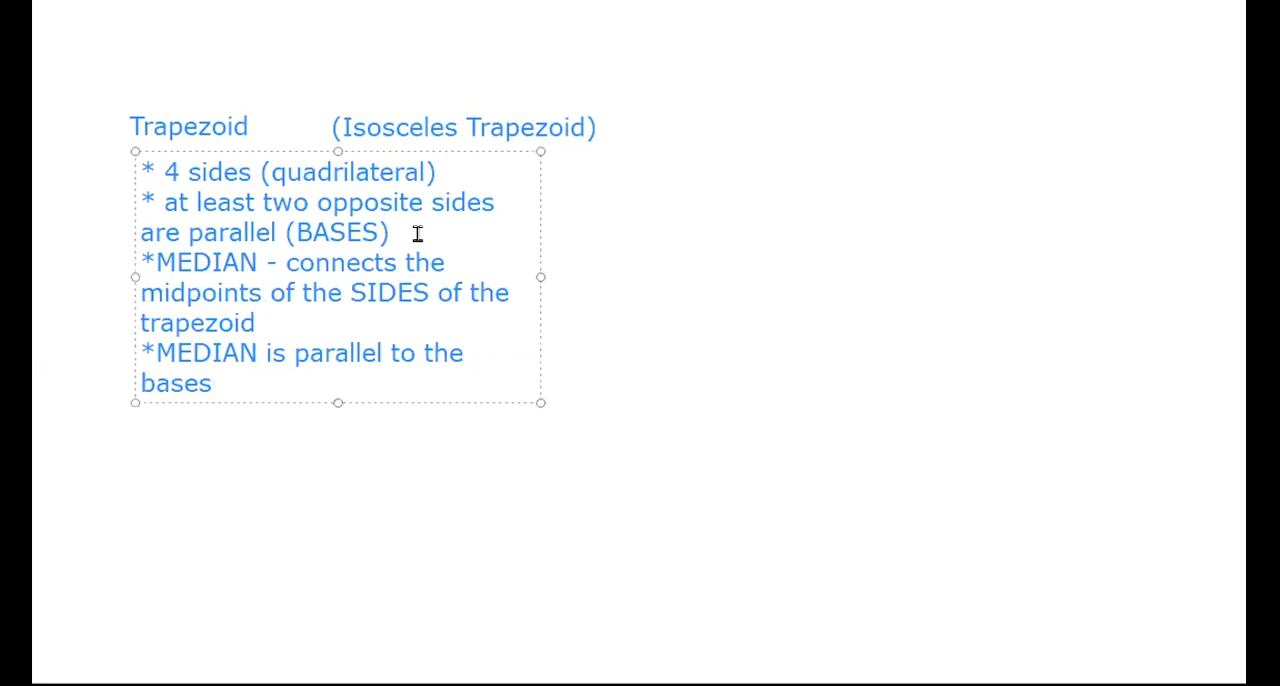 Trapezoid (Isosceles Trapezoid)
* 4 sides (quadrilateral)
* at least two opposite sides
are parallel (BASES)
*MEDIAN - connects the
midpoints of the SIDES of the
trapezoid
*MEDIAN is parallel to the
bases